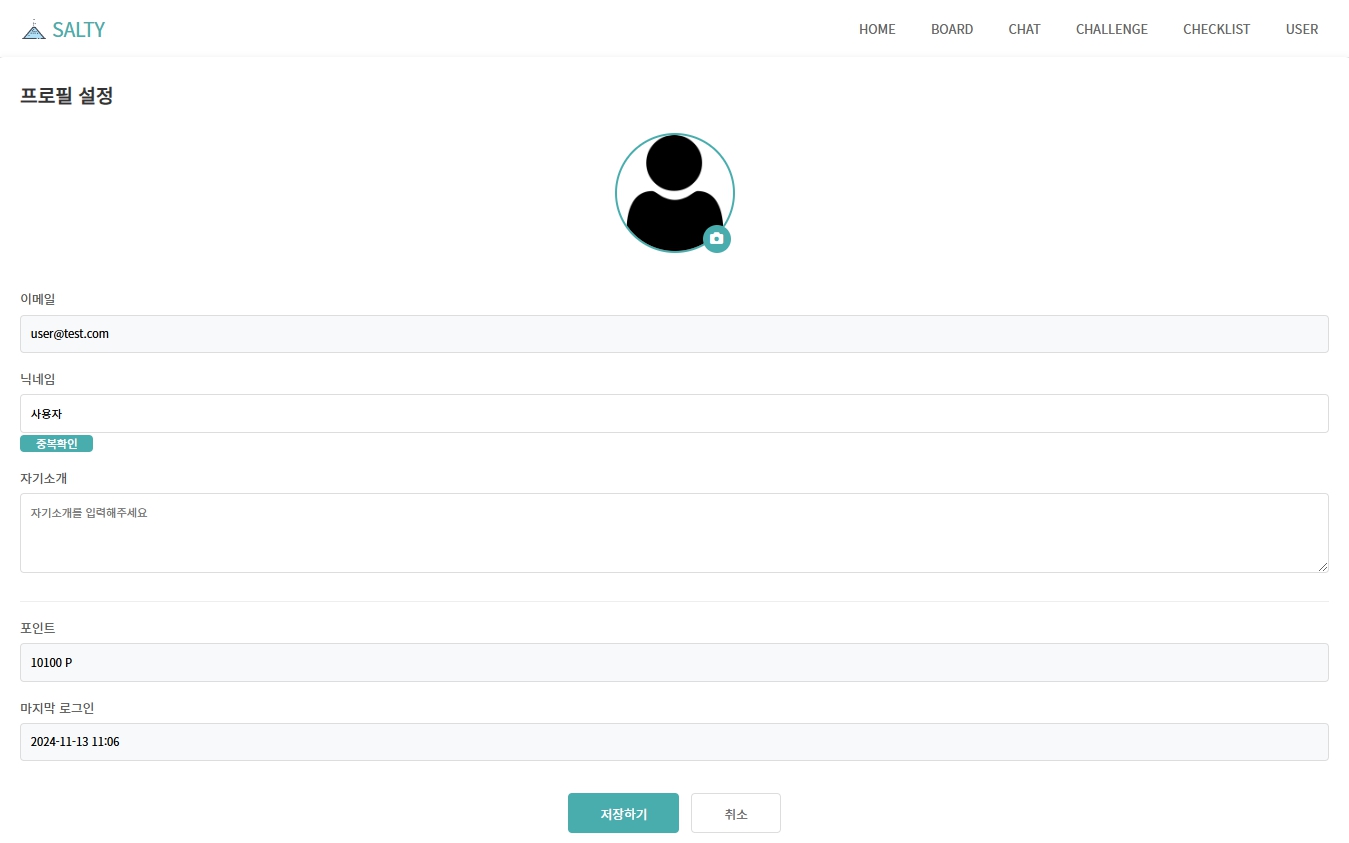 SALTY
HOME BOARD CHAT CHALLENGE CHECKLIST USER
프로필 설정
이메일
user@test.com
닉네임
사용자
중복확인
자기소개
자기소개를 입력해주세요
포인트
10100 P
마지막 로그인
2024-11-13 11:06
저장하기 취소